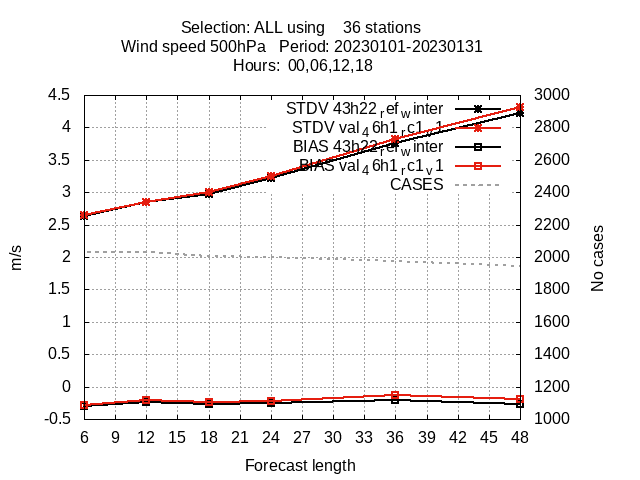 Selection: ALL using    36 stations
Wind speed 500hPa   Period: 20230101-20230131
Hours:  00,06,12,18
STDV 43h22_ref_winter
STDV val_46h1_rc1_1
BIAS 43h22_ref_winter
BIAS val_46h1_rc1_v1
CASES
4.5
4
3.5
3
2.5
2
1.5
1
0.5
0
-0.5
m/s
3000
2800
2600
2400
2200
2000
1800
1600
1400
1200
1000
No cases
6 9 12 15 18 21 24 27 30 33 36 39 42 45 48
Forecast length